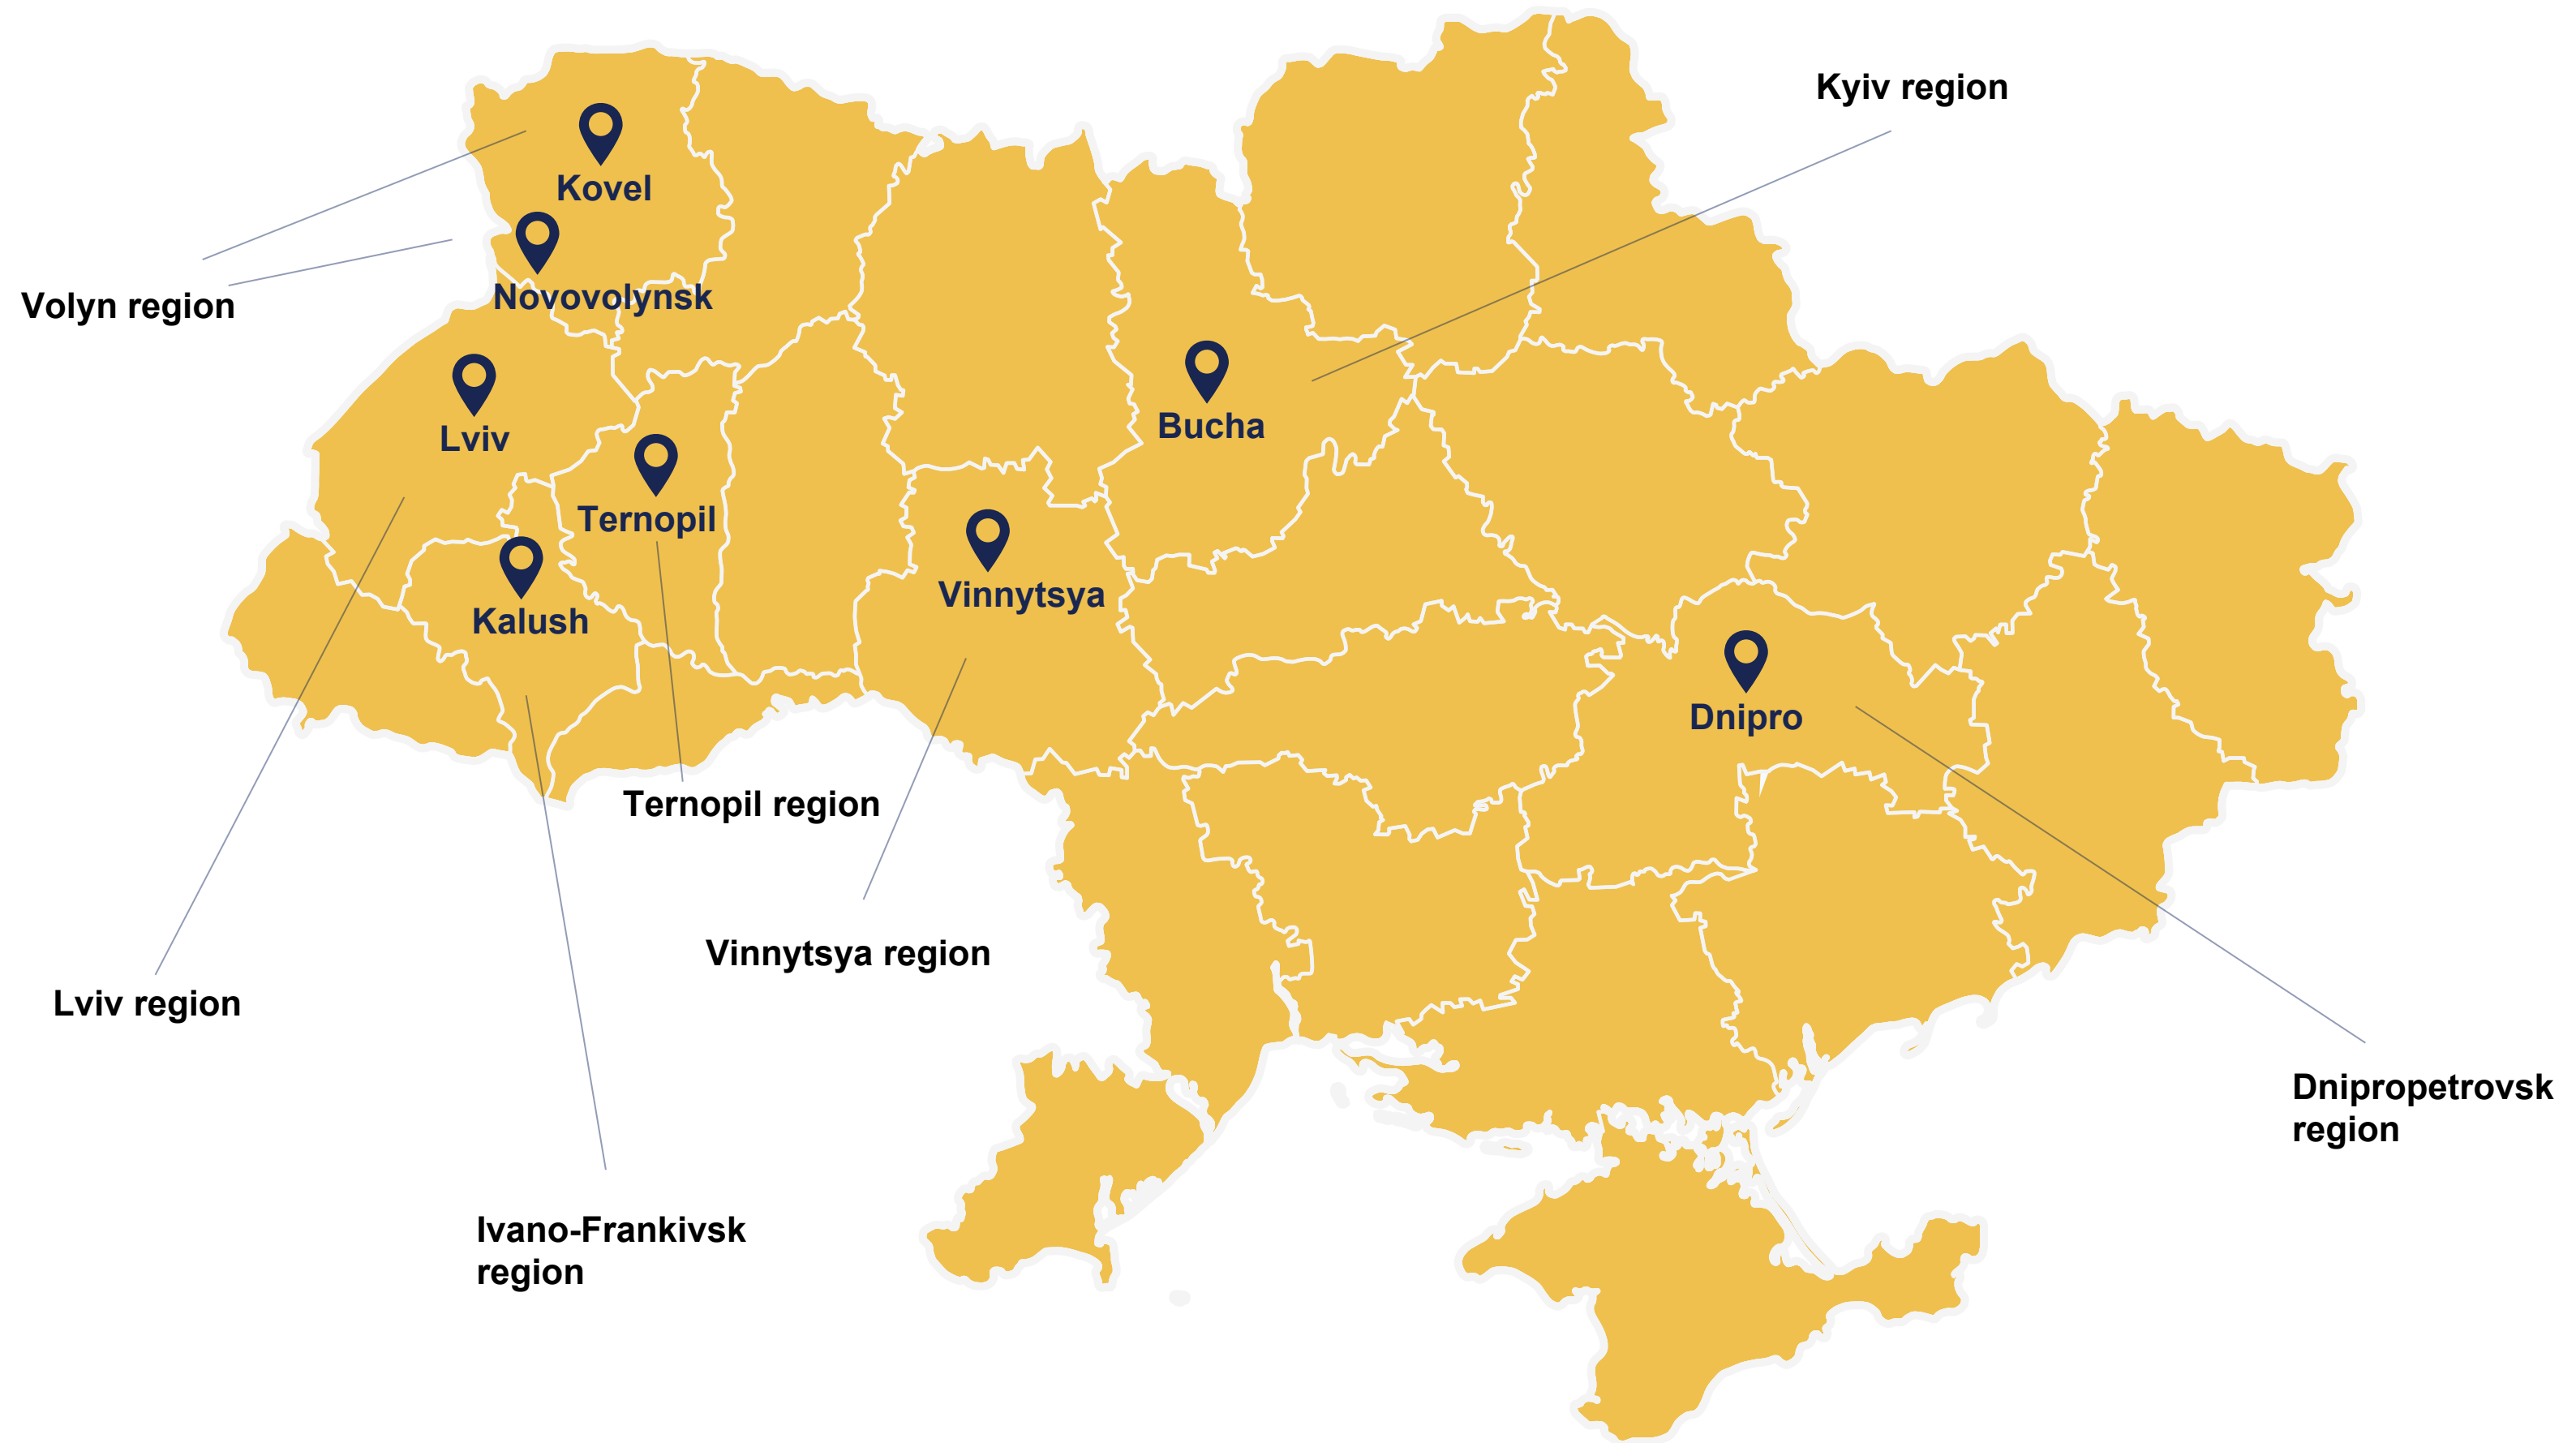 Kyiv region
Kovel
Novovolynsk
Volyn region
Lviv
Bucha
Ternopil
Vinnytsya
Kalush
Dnipro
Ternopil region
Vinnytsya region
Lviv region
Dnipropetrovsk
region
Ivano-Frankivsk
region